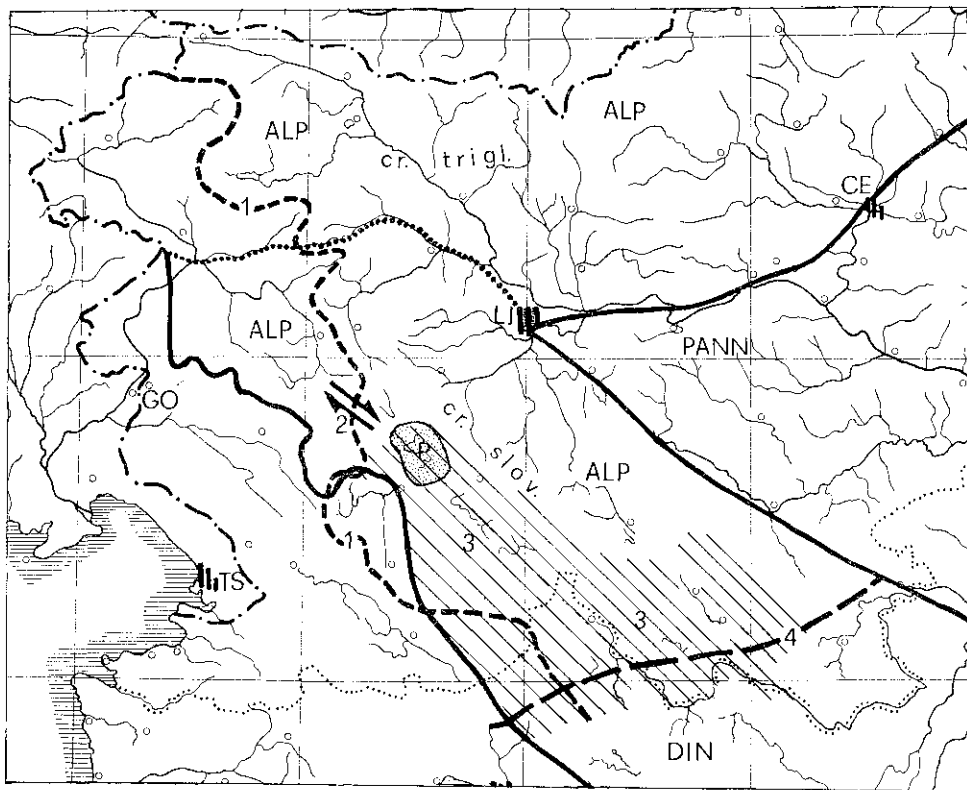 ALP
ALP
cr. trigl.
CE
1
LJ
ALP
PANN
GO
2
cr. slov.
P
ALP
1
3
TS
3
4
DIN